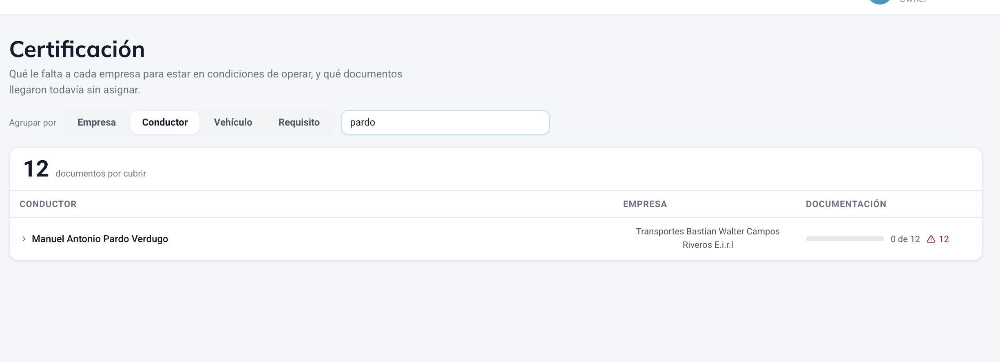 Certificación
Qué le falta a cada empresa para estar en condiciones de operar, y qué documentos
llegaron todavía sin asignar.
Agrupar por Empresa Conductor Vehículo Requisito pardo
12 documentos por cubrir
CONDUCTOR EMPRESA DOCUMENTACIÓN
Manuel Antonio Pardo Verdugo
Transportes Bastian Walter Campos
Riveros E.i.r.l
0 de 12 12